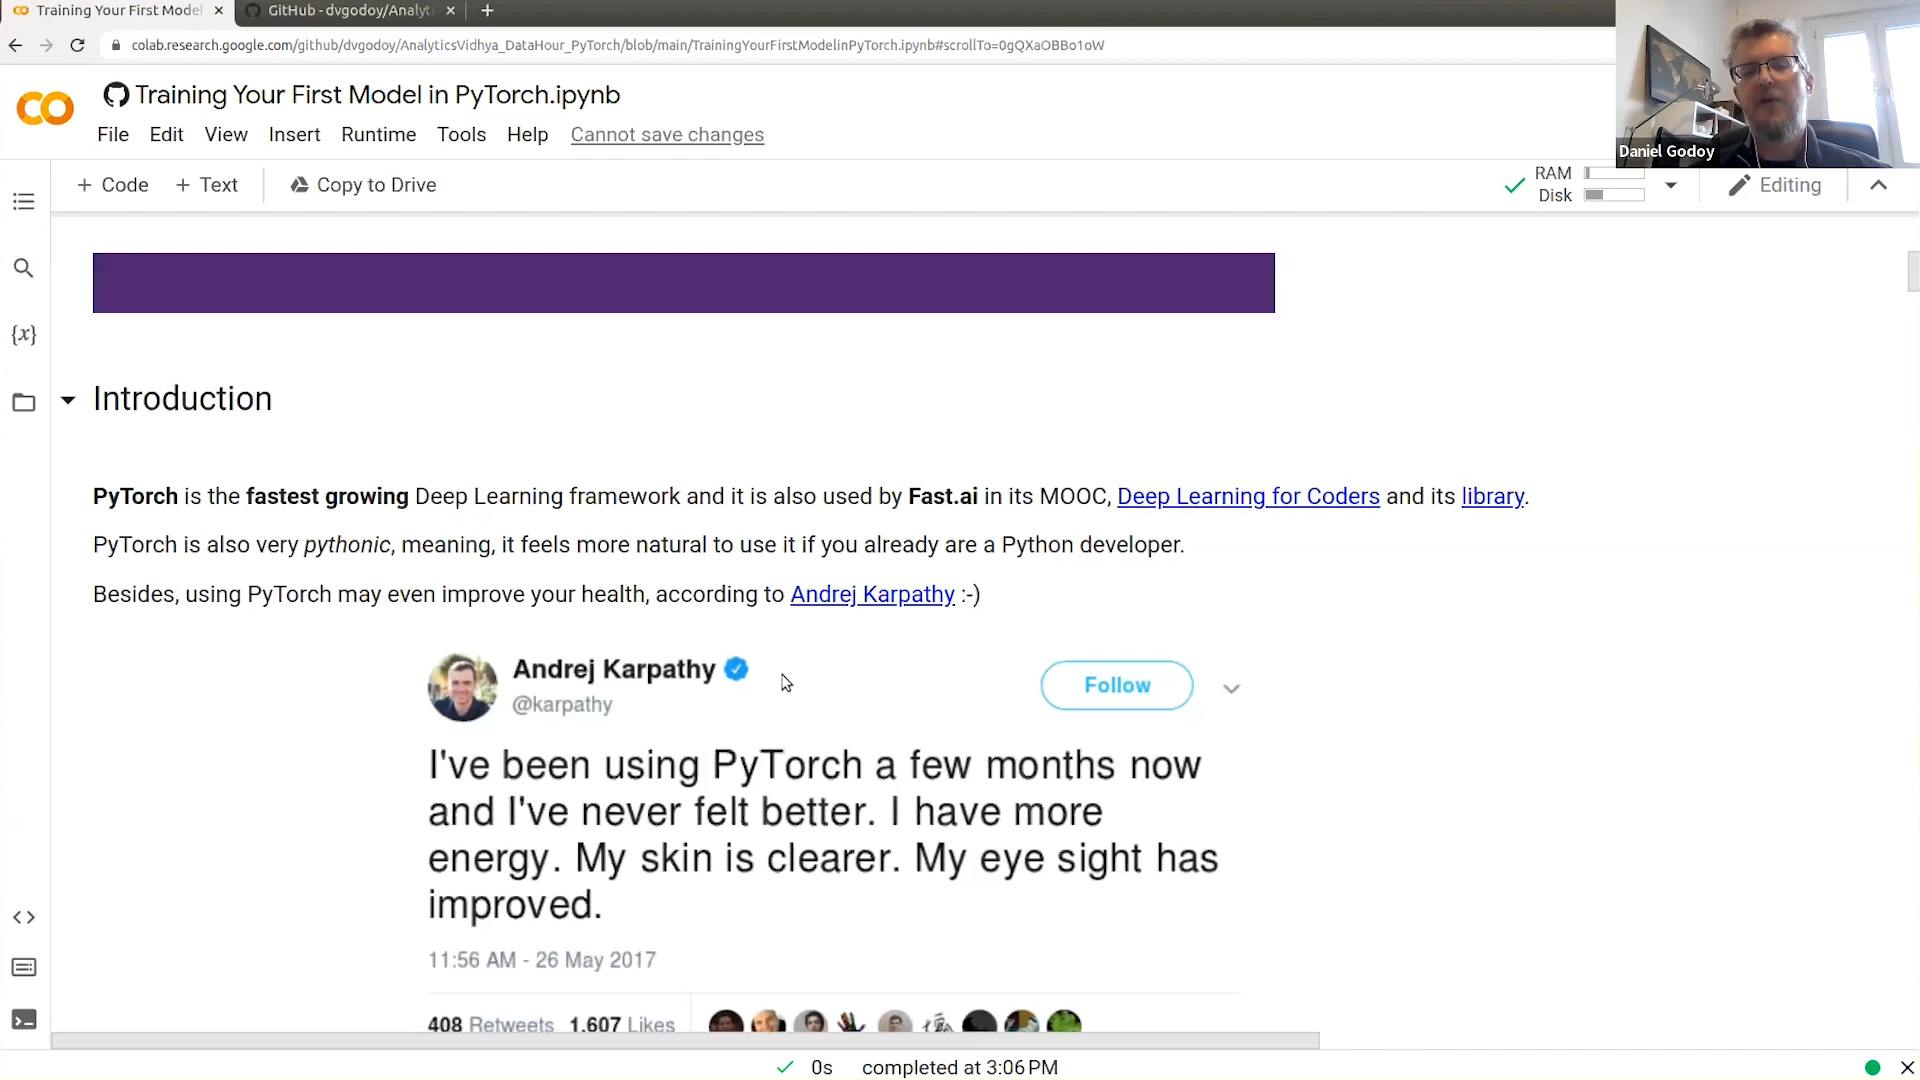 Training Your First Model
GitHub - dvgodoy/Analyt
colab.research.google.com/github/dvgodoy/AnalyticsVidhya_DataHour_PyTorch/blob/main/TrainingYourFirstModelinPyTorch.ipynb#scrollTo=0gQXaOBBo1oW
Training Your First Model in PyTorch.ipynb
File Edit View Insert Runtime Tools Help Cannot save changes
Daniel Godoy
+ Code + Text Copy to Drive
RAM
Disk
Editing
{x}
Introduction
PyTorch is the fastest growing Deep Learning framework and it is also used by Fast.ai in its MOOC, Deep Learning for Coders and its library.
PyTorch is also very pythonic, meaning, it feels more natural to use it if you already are a Python developer.
Besides, using PyTorch may even improve your health, according to Andrej Karpathy :-)
Andrej Karpathy
@karpathy
Follow
I've been using PyTorch a few months now
and I've never felt better. I have more
energy. My skin is clearer. My eye sight has
improved.
11:56 AM - 26 May 2017
408 Retweets 1,607 Likes
0s completed at 3:06 PM